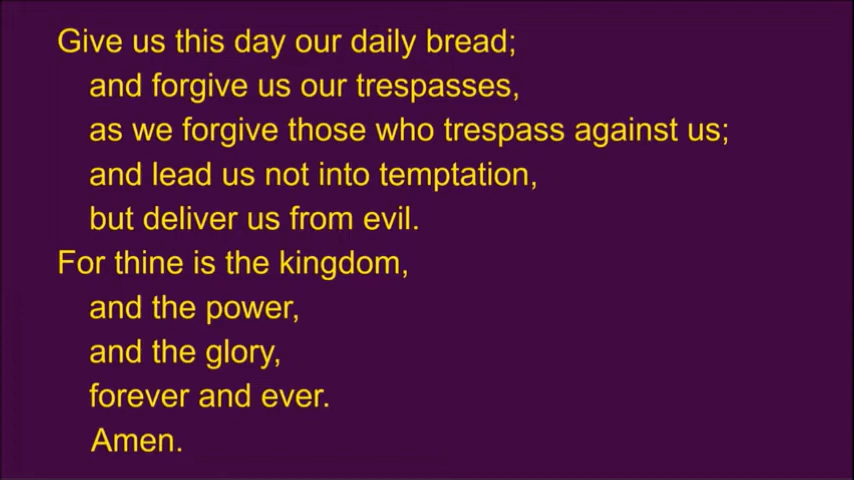 Give us this day our daily bread;
and forgive us our trespasses,
as we forgive those who trespass against us;
and lead us not into temptation,
but deliver us from evil.
For thine is the kingdom,
and the power,
and the glory,
forever and ever.
Amen.